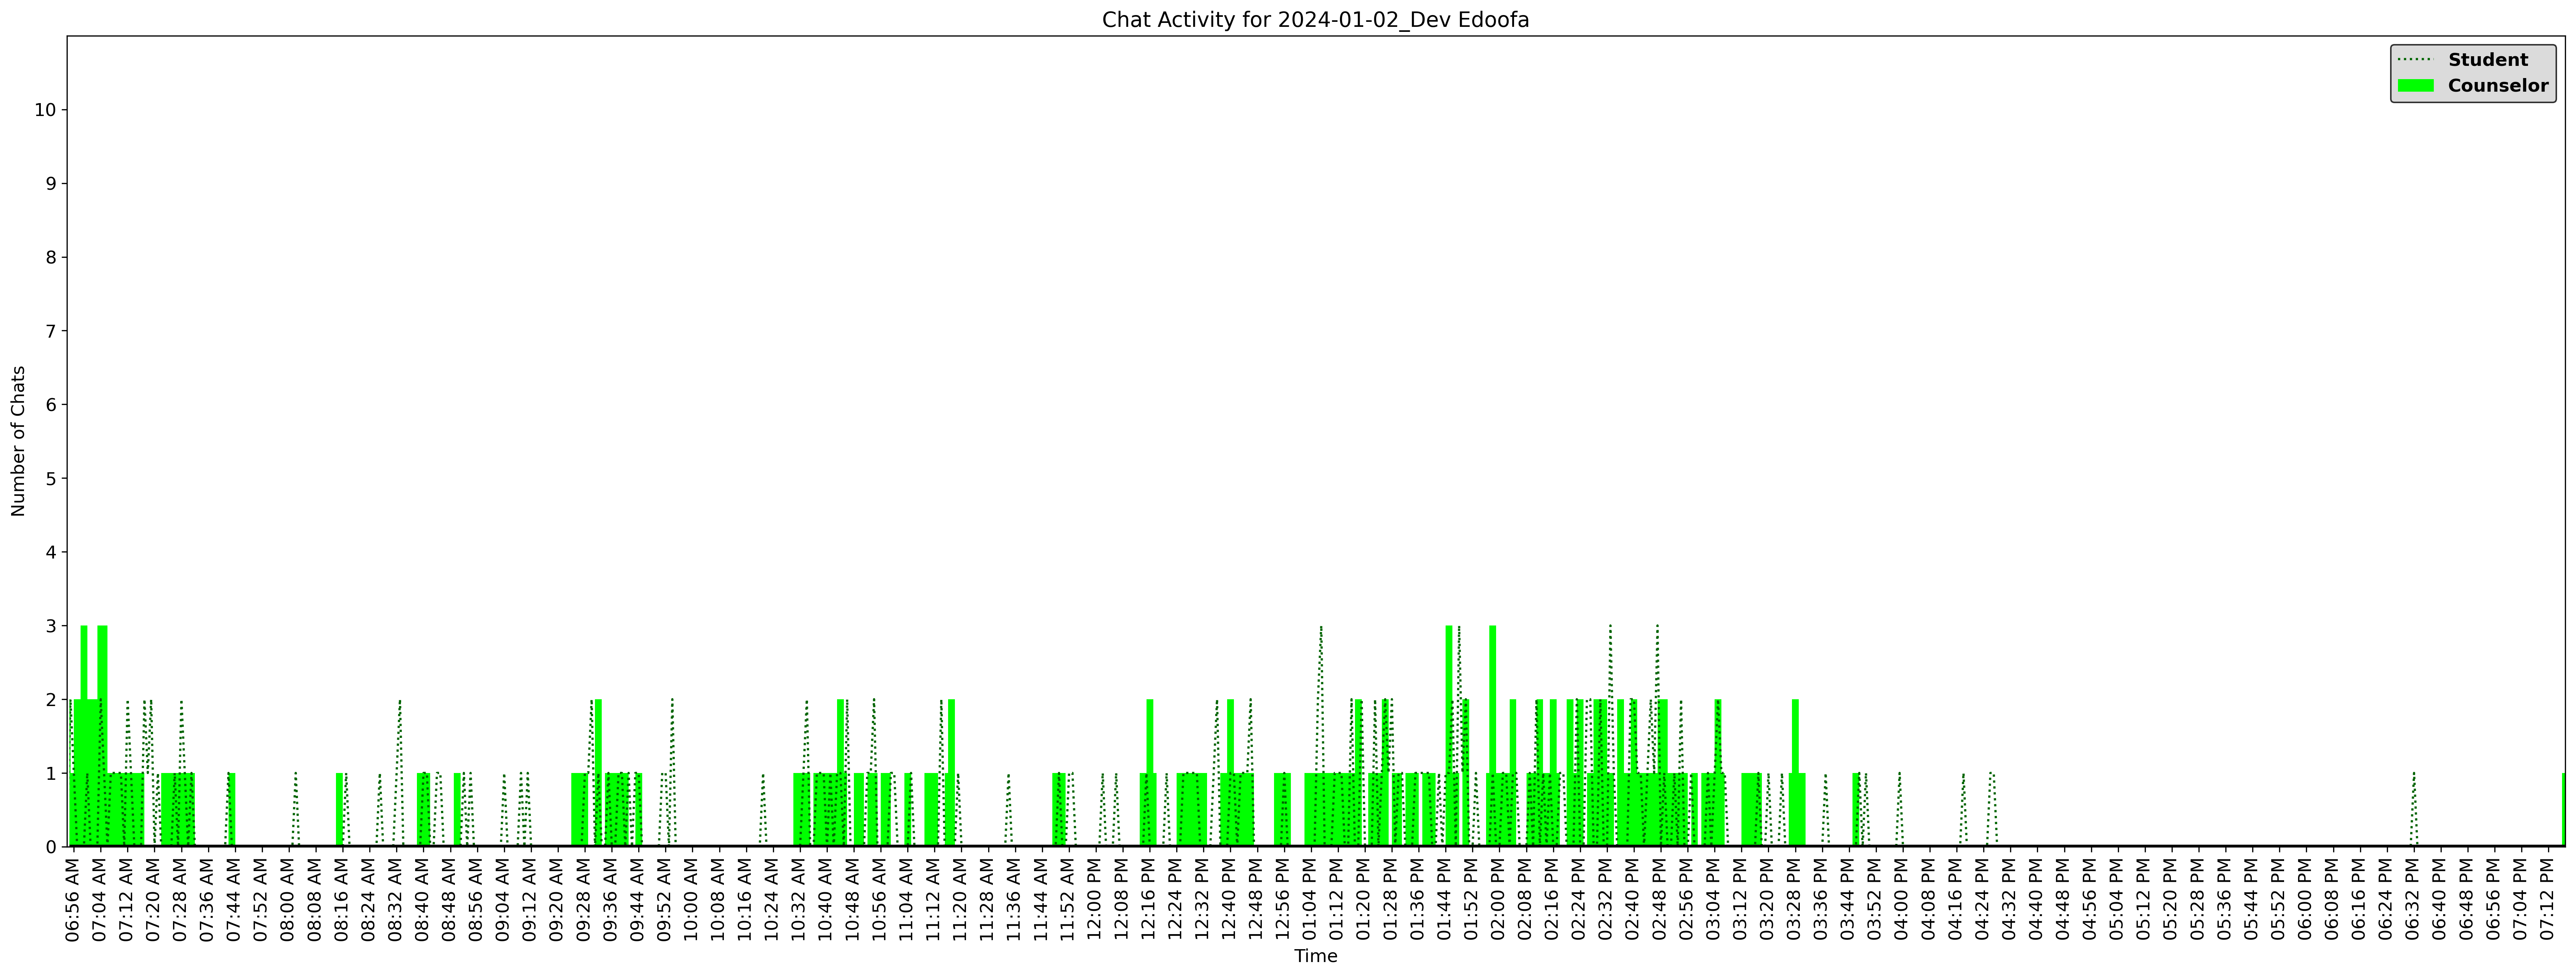 Chat Activity for 2024-01-02_Dev Edoofa
Student
Counselor
Number of Chats
10
9
8
7
6
5
4
3
2
1
0
06:56 AM
07:04 AM
07:12 AM
07:20 AM
07:28 AM
07:36 AM
07:44 AM
07:52 AM
08:00 AM
08:08 AM
08:16 AM
08:24 AM
08:32 AM
08:40 AM
08:48 AM
08:56 AM
09:04 AM
09:12 AM
09:20 AM
09:28 AM
09:36 AM
09:44 AM
09:52 AM
10:00 AM
10:08 AM
10:16 AM
10:24 AM
10:32 AM
10:40 AM
10:48 AM
10:56 AM
11:04 AM
11:12 AM
11:20 AM
11:28 AM
11:36 AM
11:44 AM
11:52 AM
12:00 PM
12:08 PM
12:16 PM
12:24 PM
12:32 PM
12:40 PM
12:48 PM
12:56 PM
01:04 PM
01:12 PM
01:20 PM
01:28 PM
01:36 PM
01:44 PM
01:52 PM
02:00 PM
02:08 PM
02:16 PM
02:24 PM
02:32 PM
02:40 PM
02:48 PM
02:56 PM
03:04 PM
03:12 PM
03:20 PM
03:28 PM
03:36 PM
03:44 PM
03:52 PM
04:00 PM
04:08 PM
04:16 PM
04:24 PM
04:32 PM
04:40 PM
04:48 PM
04:56 PM
05:04 PM
05:12 PM
05:20 PM
05:28 PM
05:36 PM
05:44 PM
05:52 PM
06:00 PM
06:08 PM
06:16 PM
06:24 PM
06:32 PM
06:40 PM
06:48 PM
06:56 PM
07:04 PM
07:12 PM
Time